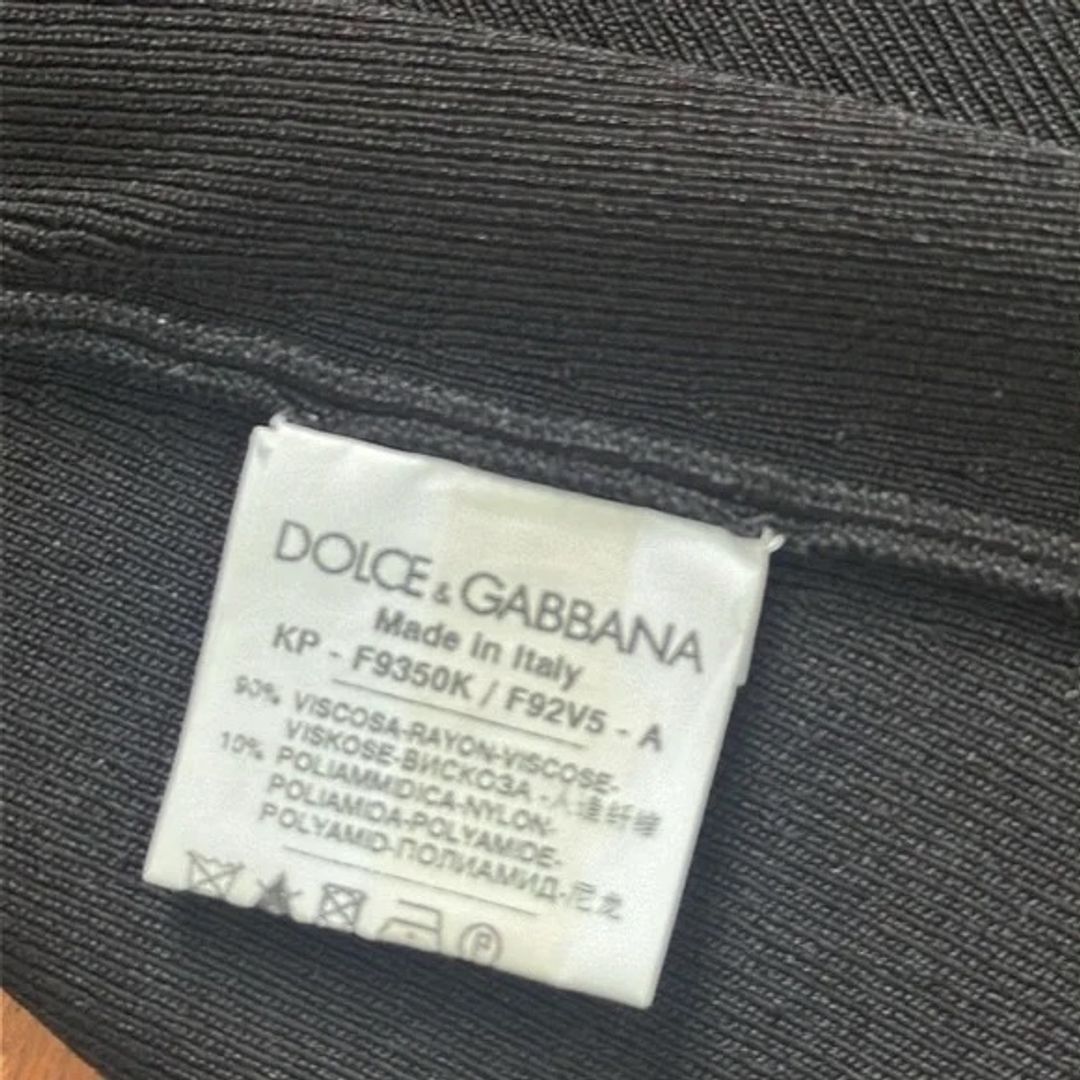 DOLCE & GABBANA
Made in Italy
KP - F9350K / F92V5 - A
90% VISCOSA-RAYON-VISCOSE-
VISKOSE-ВИСКОЗА -人造纤维
10% POLIAMMIDICA-NYLON-
POLIAMIDA-POLYAMIDE-
POLYAMID-ПОЛИАМИД-尼龙
P